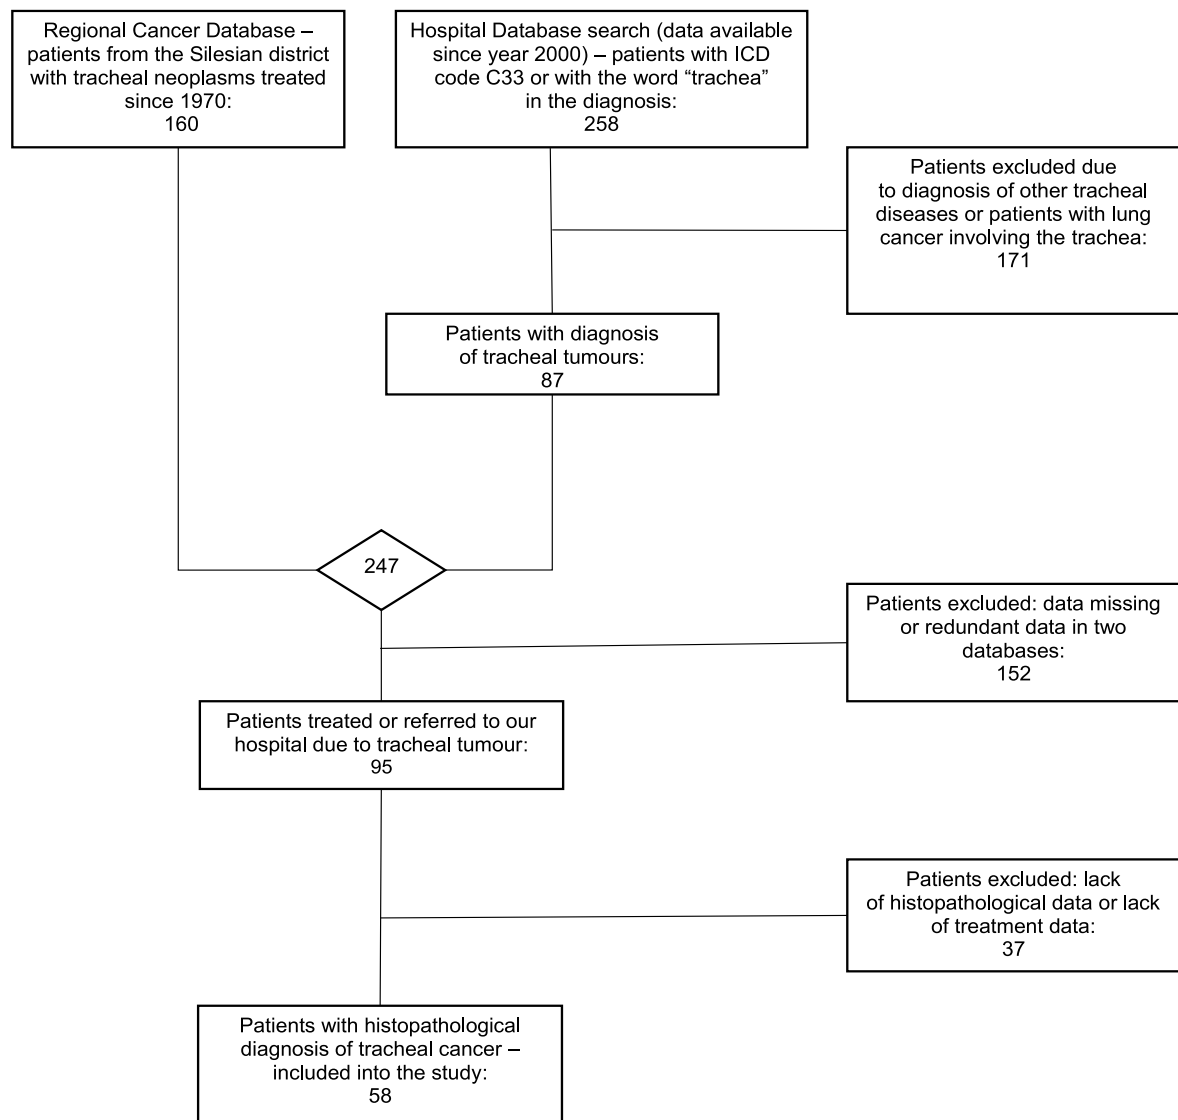 Regional Cancer Database –
patients from the Silesian district
with tracheal neoplasms treated
since 1970:
160
Hospital Database search (data available
since year 2000) – patients with ICD
code C33 or with the word “trachea”
in the diagnosis:
258
Patients excluded due
to diagnosis of other tracheal
diseases or patients with lung
cancer involving the trachea:
171
Patients with diagnosis
of tracheal tumours:
87
247
Patients excluded: data missing
or redundant data in two
databases:
152
Patients treated or referred to our
hospital due to tracheal tumour:
95
Patients excluded: lack
of histopathological data or lack
of treatment data:
37
Patients with histopathological
diagnosis of tracheal cancer –
included into the study:
58